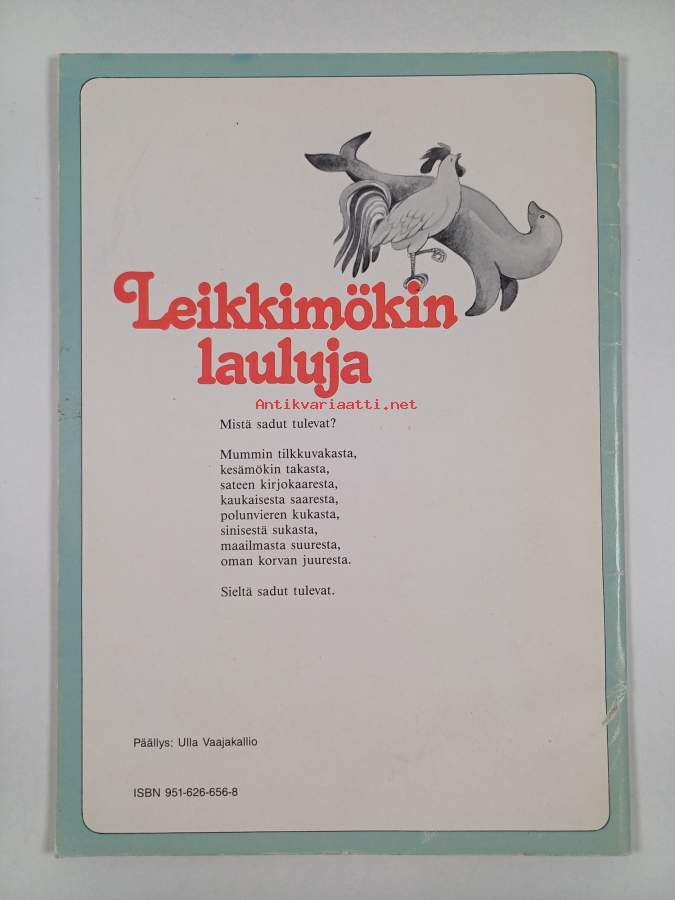 Leikkimökin
lauluja
Antikvariaatti.net
Mistä sadut tulevat?
Mummin tilkkuvakasta,
kesämökin takasta,
sateen kirjokaaresta,
kaukaisesta saaresta,
polunvieren kukasta,
sinisestä sukasta,
maailmasta suuresta,
oman korvan juuresta.
Sieltä sadut tulevat.
Päällys: Ulla Vaajakallio
ISBN 951-626-656-8